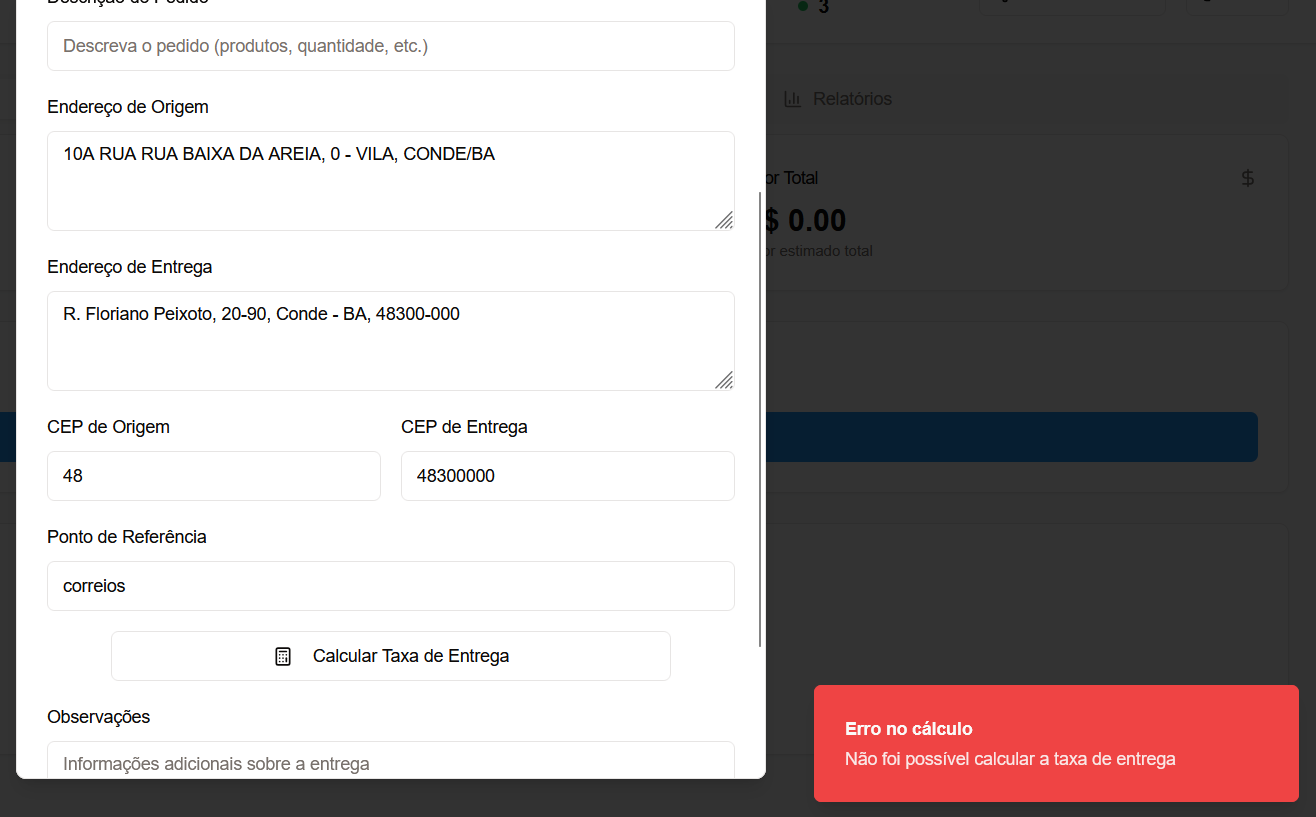 3
Descreva o pedido (produtos, quantidade, etc.)
Endereço de Origem
Relatórios
10A RUA RUA BAIXA DA AREIA, 0 - VILA, CONDE/BA
Total
$ 0.00
estimado total
Endereço de Entrega
R. Floriano Peixoto, 20-90, Conde - BA, 48300-000
CEP de Origem
CEP de Entrega
48
48300000
Ponto de Referência
correios
Calcular Taxa de Entrega
Observações
Informações adicionais sobre a entrega
Erro no cálculo
Não foi possível calcular a taxa de entrega